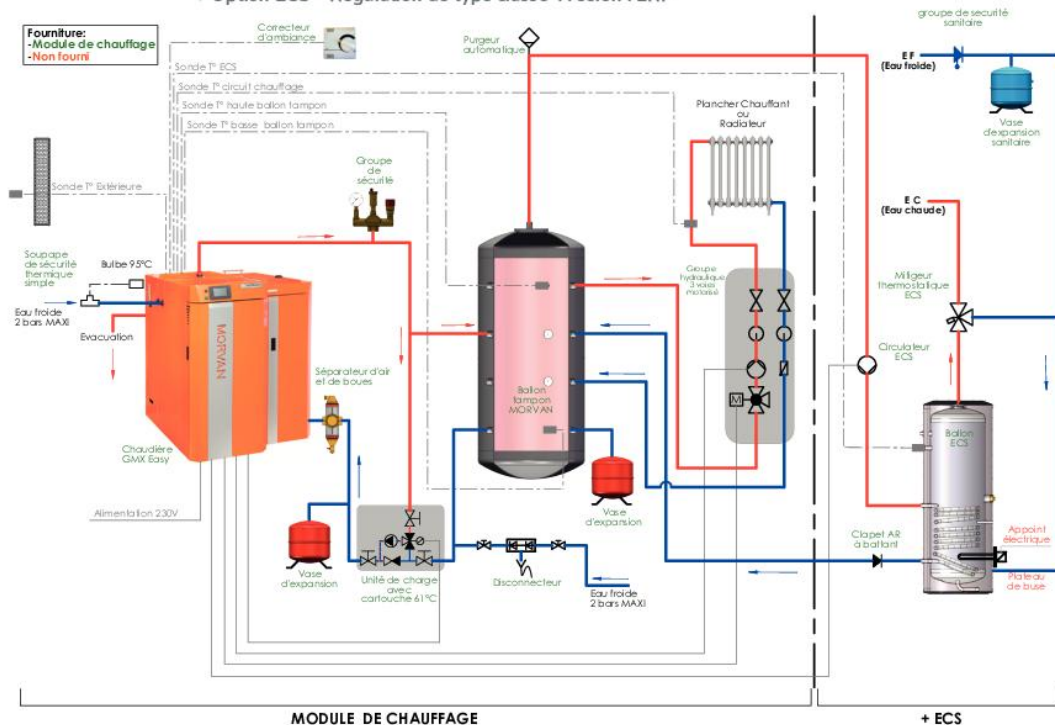 Fourniture:
-Module de chauffage
-Non fourni
Correcteur
d'ambiance
Purgeur
automatique
groupe de securité
sanitaire
E F
(Eau froide)
Vase
d'expansion
sanitaire
Sonde T° ECS
Sonde T° circuit chauffage
Sonde T° haute ballon tampon
Sonde T° basse ballon tampon
Plancher Chauffant
ou
Radiateur
Groupe
de
sécurité
Sonde T° Extérieure
E C
(Eau chaude)
Soupape
de sécurité
thermique
simple
Bulbe 95°C
Eau froide
2 bars MAXI
Evacuation
MORVAN
Groupe
hydraulique
3 voies
motorisé
Mitigeur
thermostatique
ECS
Circulateur
ECS
Séparateur d'air
et de boues
Ballon
tampon
MORVAN
M
Chaudière
GMX Easy
Ballon
ECS
Alimentation 230V
Vase
d'expansion
Vase
d'expansion
Unité de charge
avec
cartouche 61°C
Disconnecteur
Eau froide
2 bars MAXI
Clapet AR
à battant
Appoint
électrique
Plateau
de buse
MODULE DE CHAUFFAGE
+ ECS